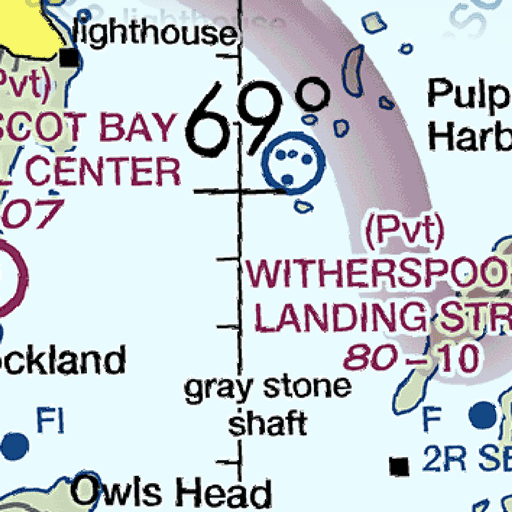 lighthouse
Pvt)
SCOT BAY
L CENTER
07
69°
Pulp
Harb
(Pvt)
WITHERSPOO
LANDING STR
80-10
ckland
gray stone
shaft
Fl
F
2R SE
Owls Head